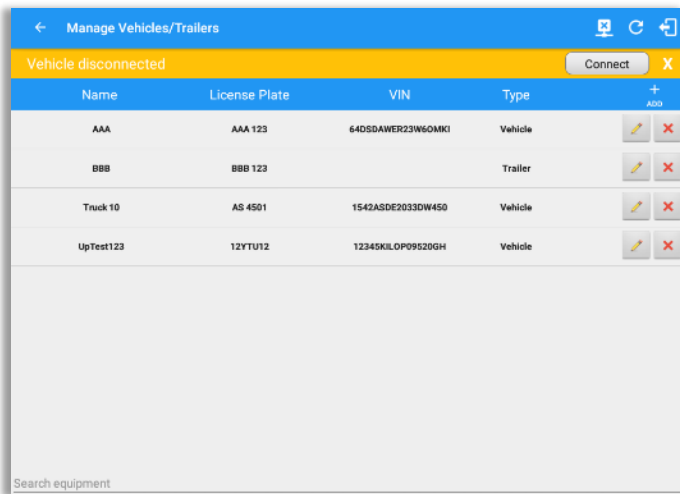 Manage Vehicles/Trailers
Vehicle disconnected Connect X
Name License Plate VIN Type + ADD
AAA AAA 123 64DSDAWER23W6OMKI Vehicle
BBB BBB 123 Trailer
Truck 10 AS 4501 1542ASDE2033DW450 Vehicle
UpTest123 12YTU12 12345KILOP09520GH Vehicle
Search equipment